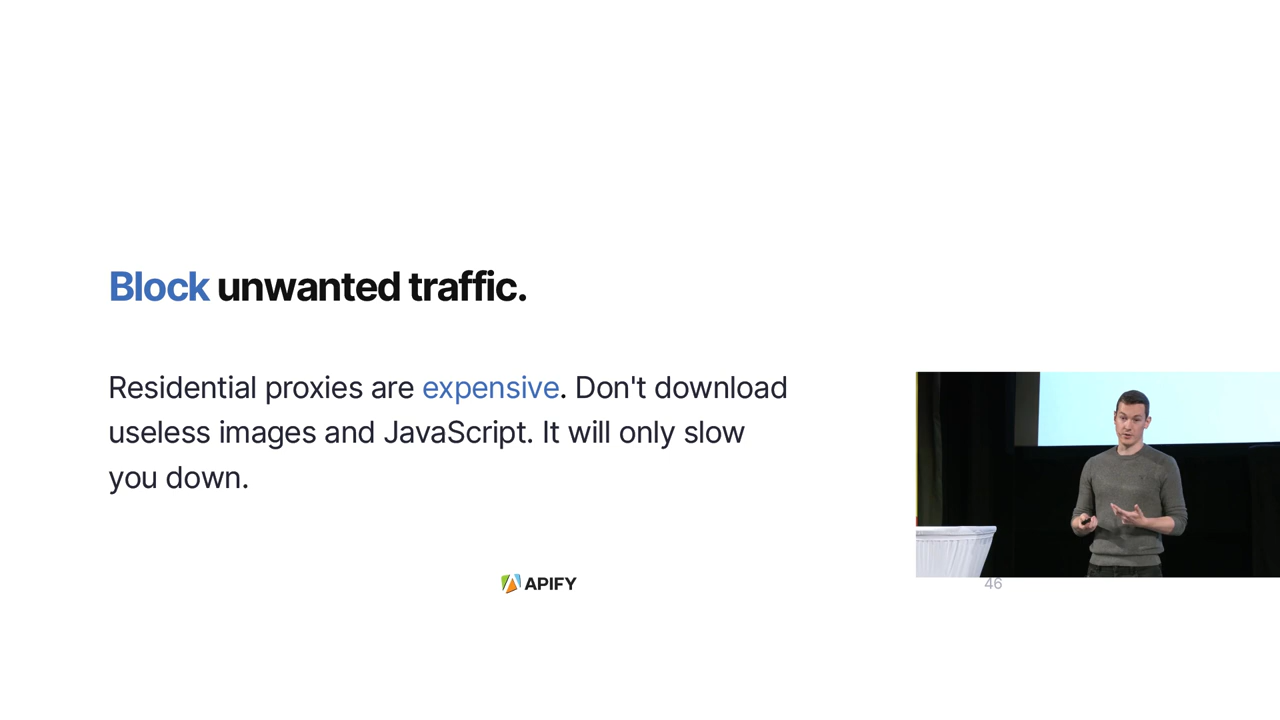 Block unwanted traffic.
Residential proxies are expensive. Don't download
useless images and JavaScript. It will only slow
you down.
APIFY
46